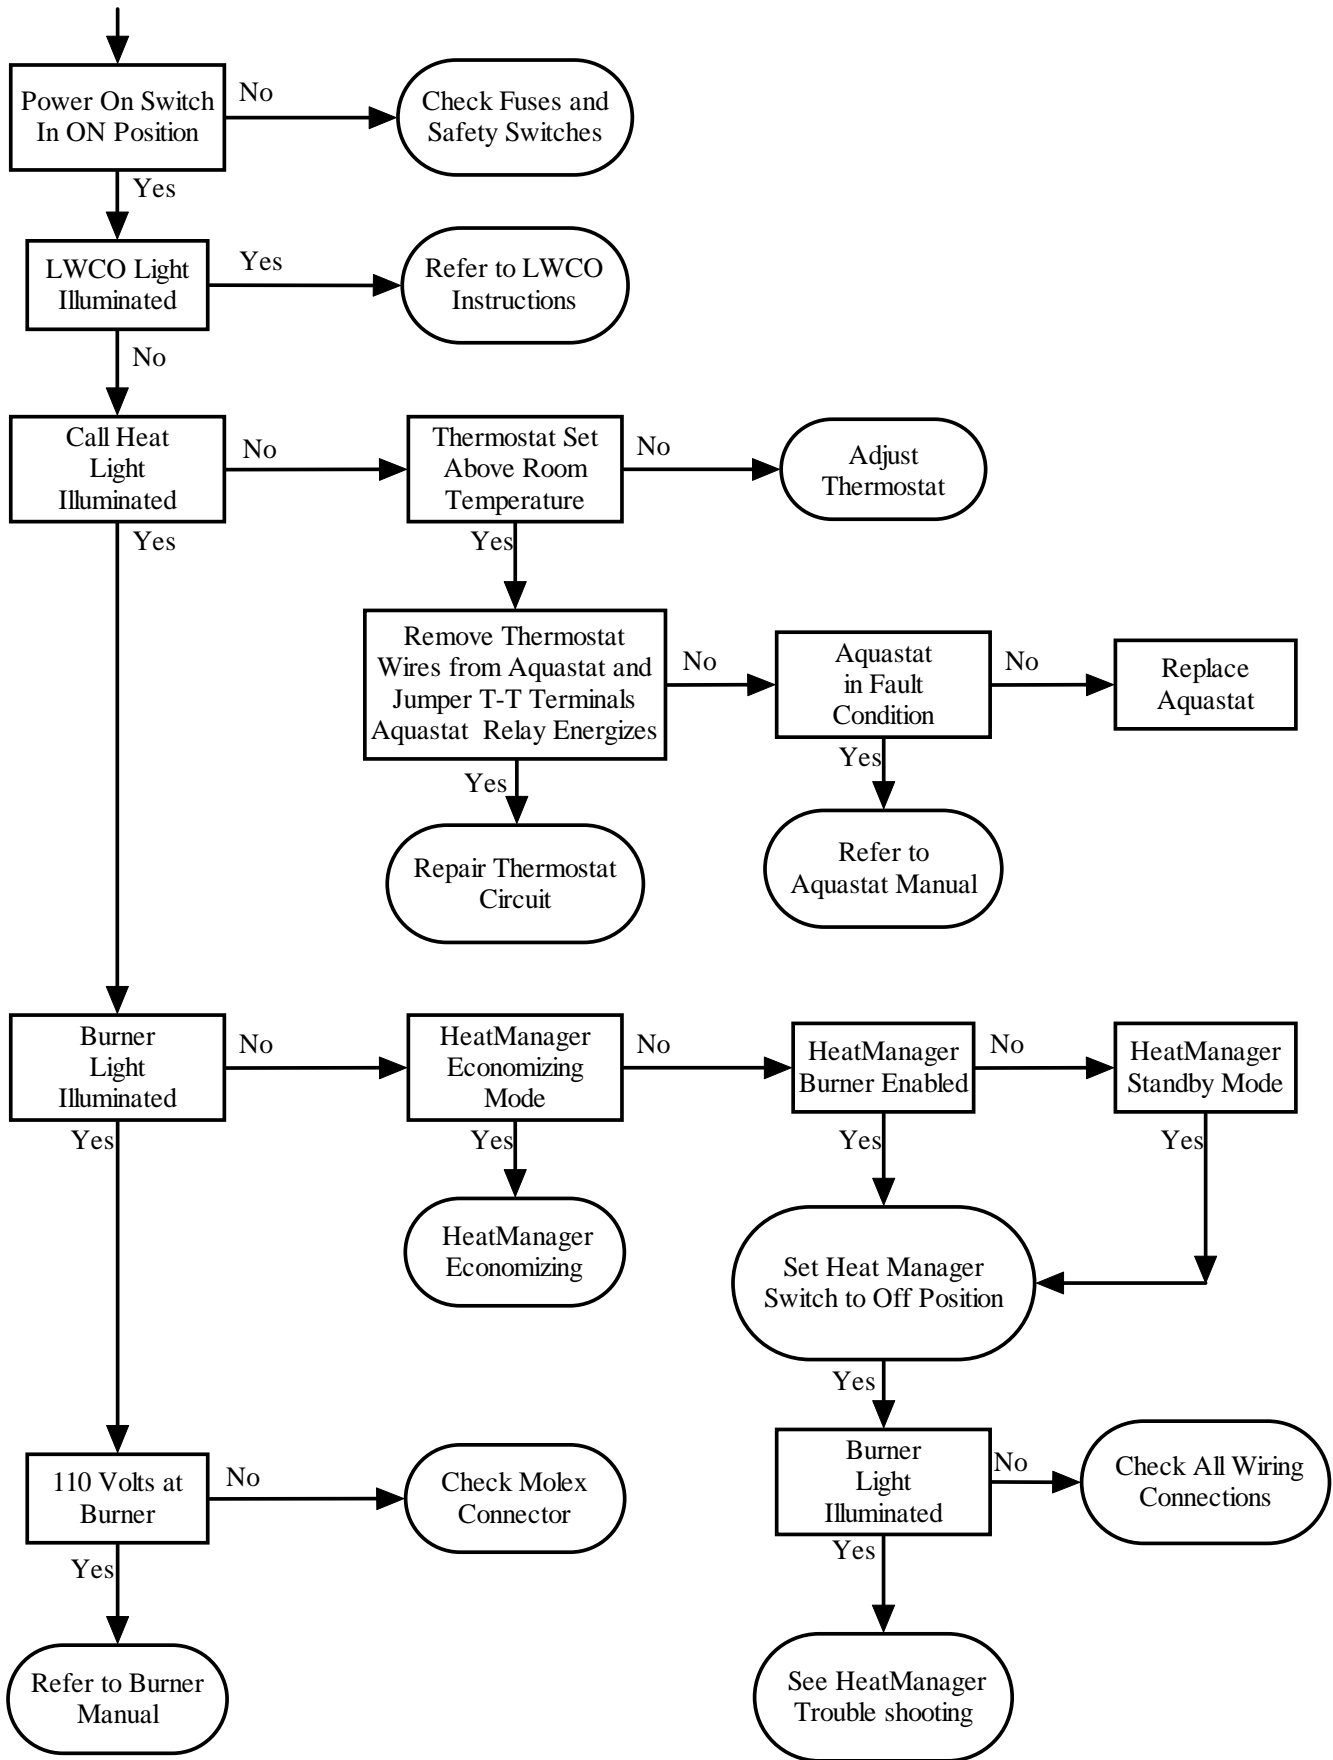 Power On Switch
In ON Position
No
Check Fuses and
Safety Switches
Yes
LWCO Light
Illuminated
Yes
Refer to LWCO
Instructions
No
Call Heat
Light
Illuminated
No
Thermostat Set
Above Room
Temperature
No
Adjust
Thermostat
Yes
Yes
Remove Thermostat
Wires from Aquastat and
Jumper T-T Terminals
Aquastat Relay Energizes
No
Aquastat
in Fault
Condition
No
Replace
Aquastat
Yes
Yes
Repair Thermostat
Circuit
Refer to
Aquastat Manual
Burner
Light
Illuminated
No
HeatManager
Economizing
Mode
No
HeatManager
Burner Enabled
No
HeatManager
Standby Mode
Yes
Yes
Yes
Yes
HeatManager
Economizing
Set Heat Manager
Switch to Off Position
Yes
110 Volts at
Burner
No
Check Molex
Connector
Burner
Light
Illuminated
No
Check All Wiring
Connections
Yes
Yes
Refer to Burner
Manual
See HeatManager
Trouble shooting